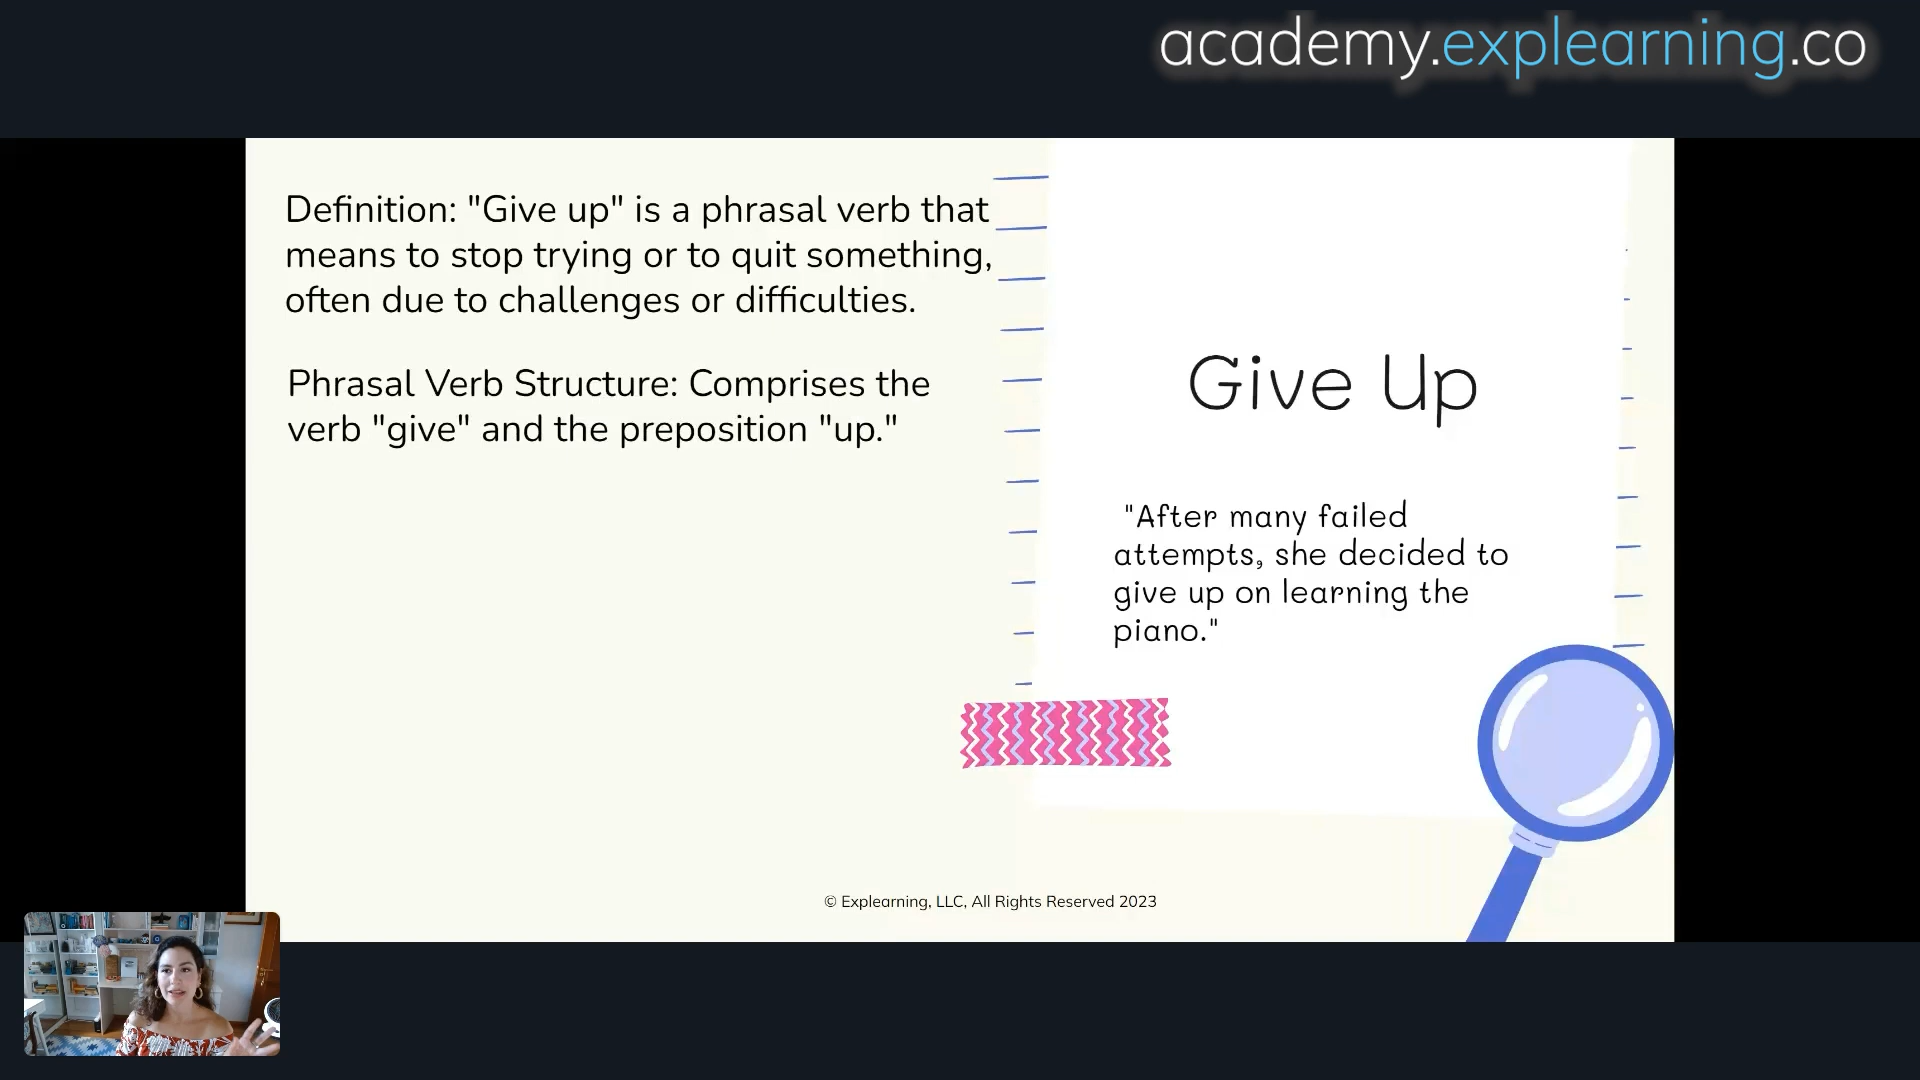 academy.explearning.co
Definition: "Give up" is a phrasal verb that
means to stop trying or to quit something,
often due to challenges or difficulties.
Phrasal Verb Structure: Comprises the
verb "give" and the preposition "up."
Give Up
"After many failed
attempts, she decided to
give up on learning the
piano."
© Explearning, LLC, All Rights Reserved 2023